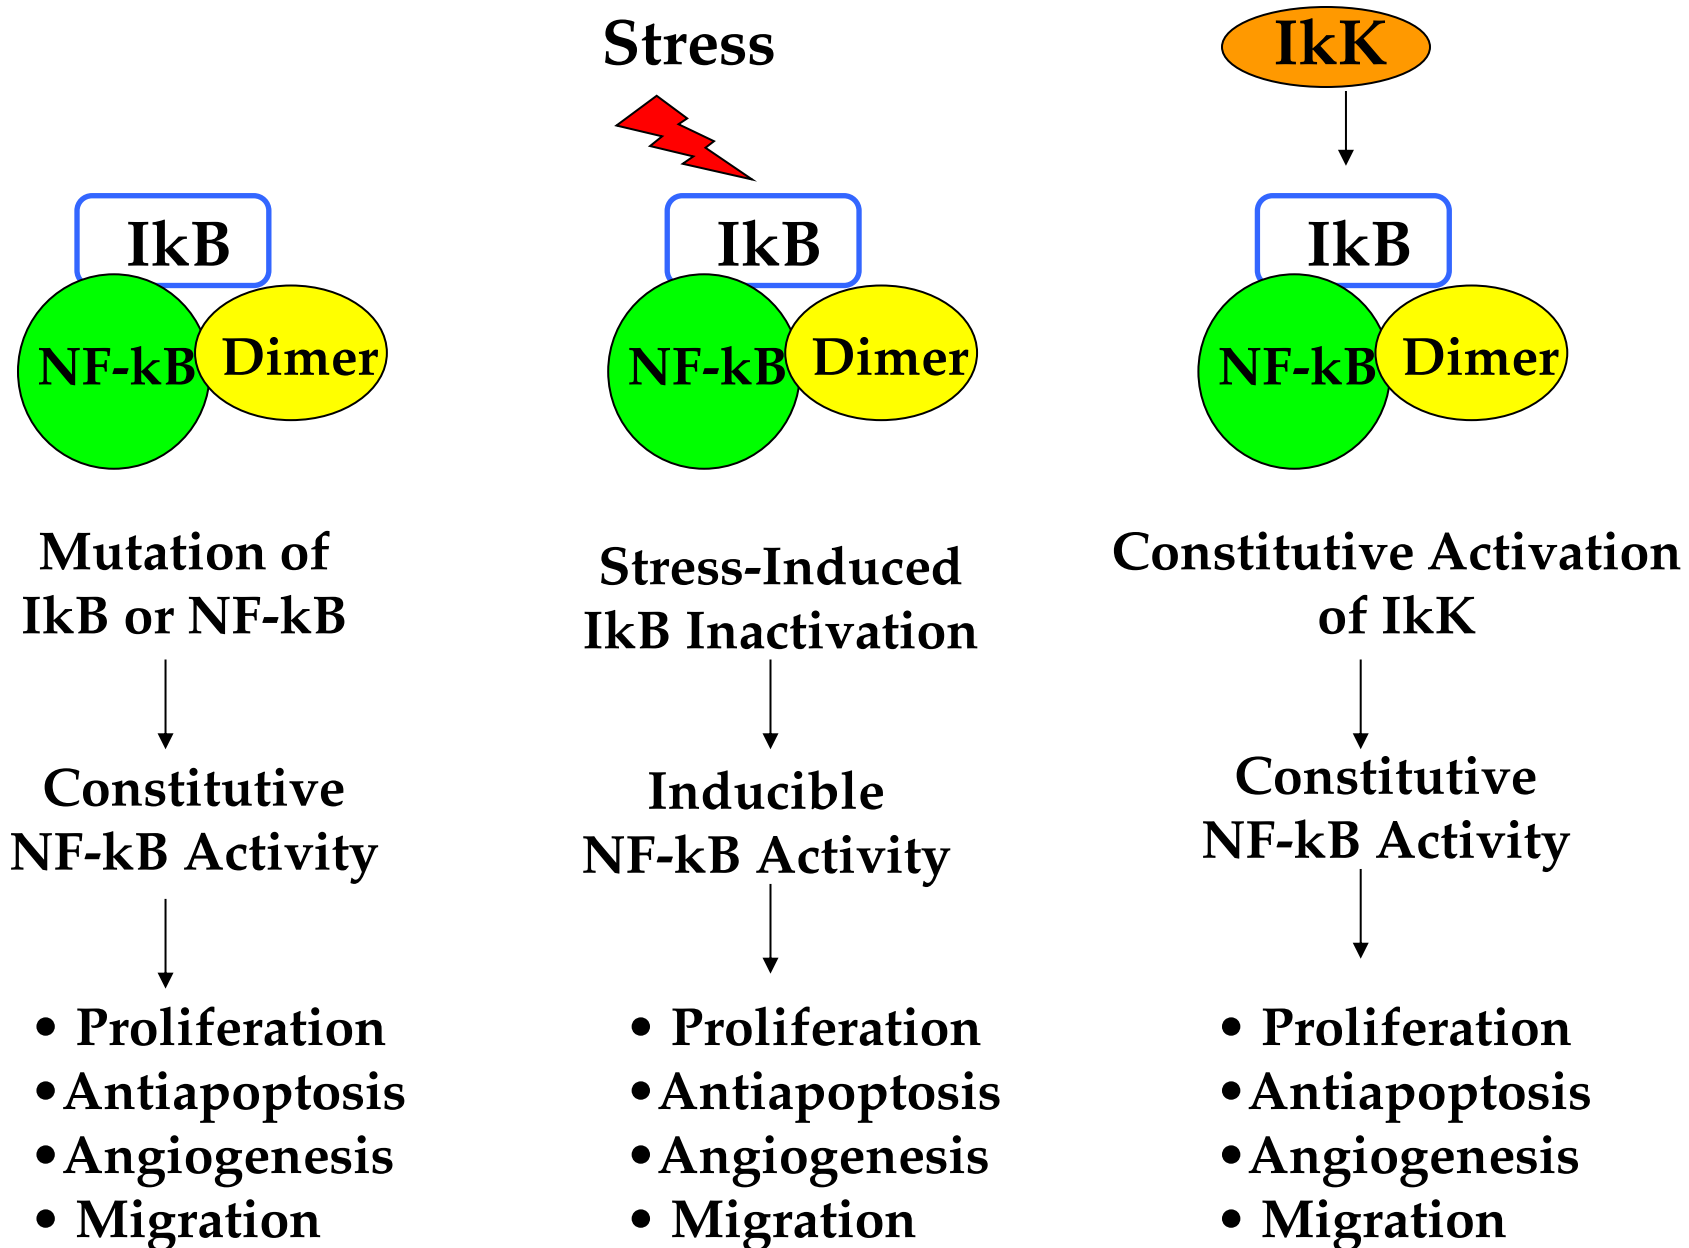 Stress
IkK
IkB
NF-kB
Dimer
IkB
NF-kB
Dimer
IkB
NF-kB
Dimer
Mutation of
IkB or NF-kB
Constitutive
NF-kB Activity
• Proliferation
•Antiapoptosis
•Angiogenesis
• Migration
Stress-Induced
IkB Inactivation
Inducible
NF-kB Activity
• Proliferation
•Antiapoptosis
•Angiogenesis
• Migration
Constitutive Activation
of IkK
Constitutive
NF-kB Activity
• Proliferation
•Antiapoptosis
•Angiogenesis
• Migration